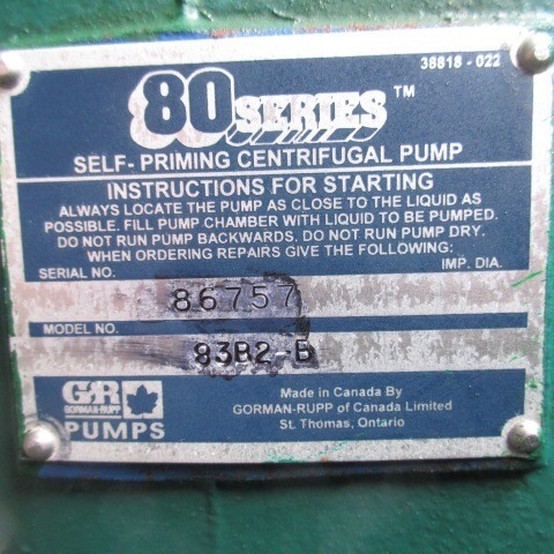 38818-022
80 SERIES™
SELF-PRIMING CENTRIFUGAL PUMP
INSTRUCTIONS FOR STARTING
ALWAYS LOCATE THE PUMP AS CLOSE TO THE LIQUID AS
POSSIBLE. FILL PUMP CHAMBER WITH LIQUID TO BE PUMPED.
DO NOT RUN PUMP BACKWARDS. DO NOT RUN PUMP DRY.
WHEN ORDERING REPAIRS GIVE THE FOLLOWING:
SERIAL NO. IMP. DIA.
86757
MODEL NO.
83B2-B
GR
GORMAN-RUPP
PUMPS
Made in Canada By
GORMAN-RUPP of Canada Limited
St. Thomas, Ontario